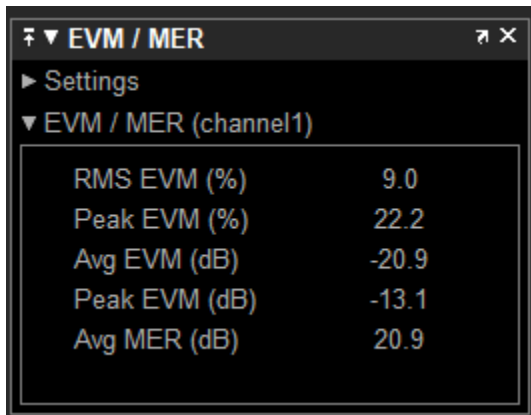 EVM / MER
Settings
EVM / MER (channel1)
RMS EVM (%) 9.0
Peak EVM (%) 22.2
Avg EVM (dB) -20.9
Peak EVM (dB) -13.1
Avg MER (dB) 20.9